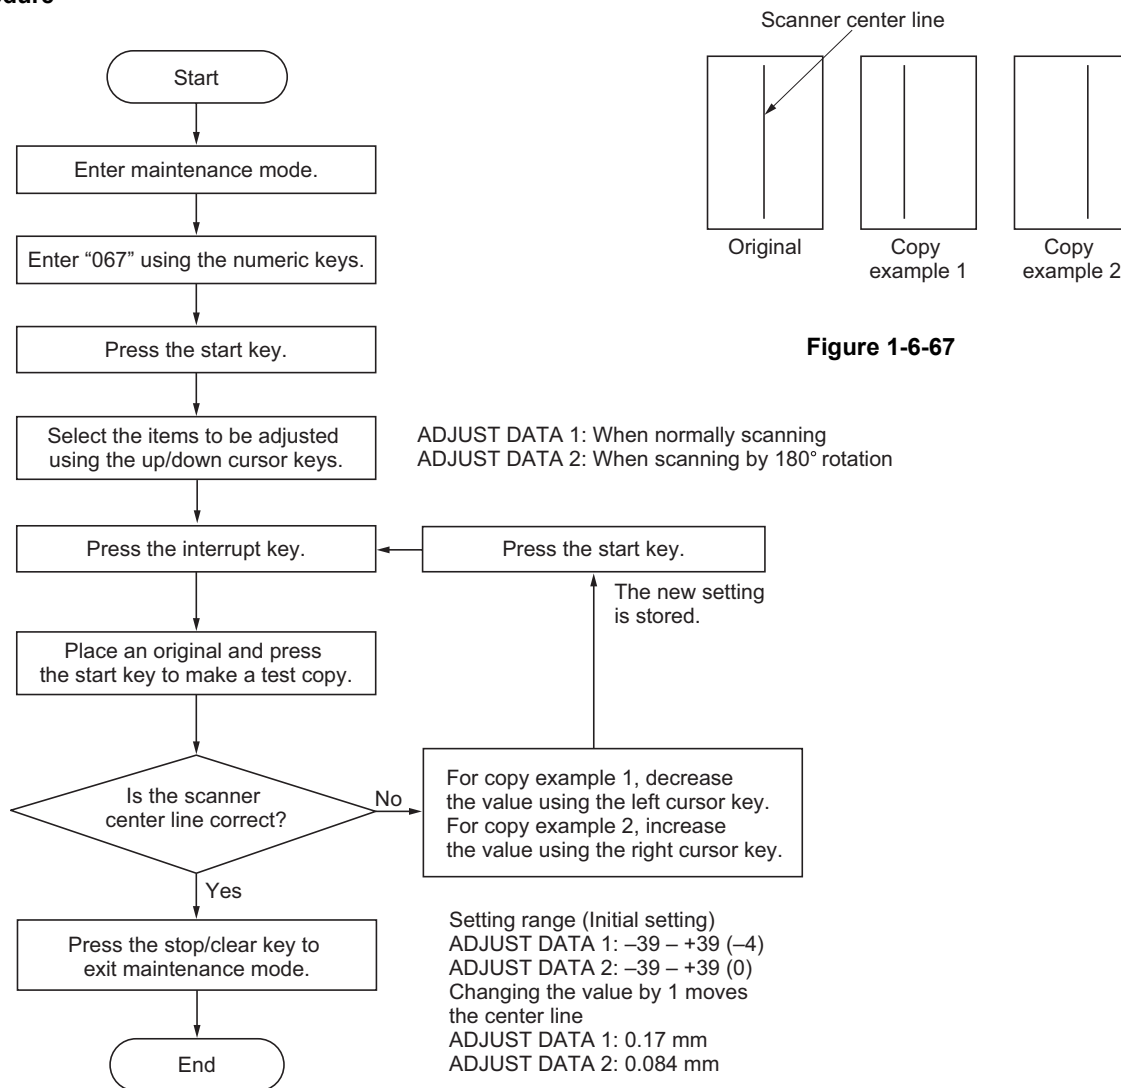 Start
Enter maintenance mode.
Enter “067” using the numeric keys.
Press the start key.
Select the items to be adjusted
using the up/down cursor keys.
ADJUST DATA 1: When normally scanning
ADJUST DATA 2: When scanning by 180° rotation
Press the interrupt key.
Press the start key.
The new setting
is stored.
Place an original and press
the start key to make a test copy.
Is the scanner
center line correct?
No
For copy example 1, decrease
the value using the left cursor key.
For copy example 2, increase
the value using the right cursor key.
Yes
Press the stop/clear key to
exit maintenance mode.
End
Setting range (Initial setting)
ADJUST DATA 1: –39 – +39 (–4)
ADJUST DATA 2: –39 – +39 (0)
Changing the value by 1 moves
the center line
ADJUST DATA 1: 0.17 mm
ADJUST DATA 2: 0.084 mm
Scanner center line
Original
Copy
example 1
Copy
example 2
Figure 1-6-67